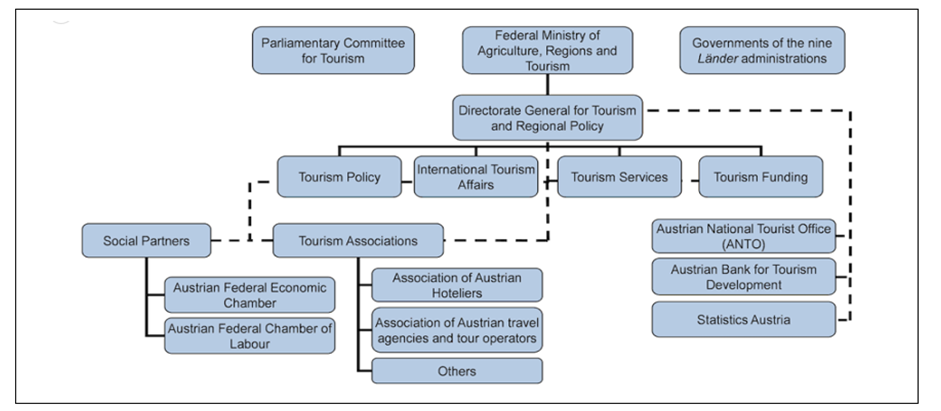 Parliamentary Committee
for Tourism
Federal Ministry of
Agriculture, Regions and
Tourism
Governments of the nine
Länder administrations
Directorate General for Tourism
and Regional Policy
Tourism Policy
International Tourism
Affairs
Tourism Services
Tourism Funding
Social Partners
Tourism Associations
Austrian National Tourist Office
(ANTO)
Austrian Federal Economic
Chamber
Association of Austrian
Hoteliers
Austrian Bank for Tourism
Development
Austrian Federal Chamber of
Labour
Association of Austrian travel
agencies and tour operators
Statistics Austria
Others